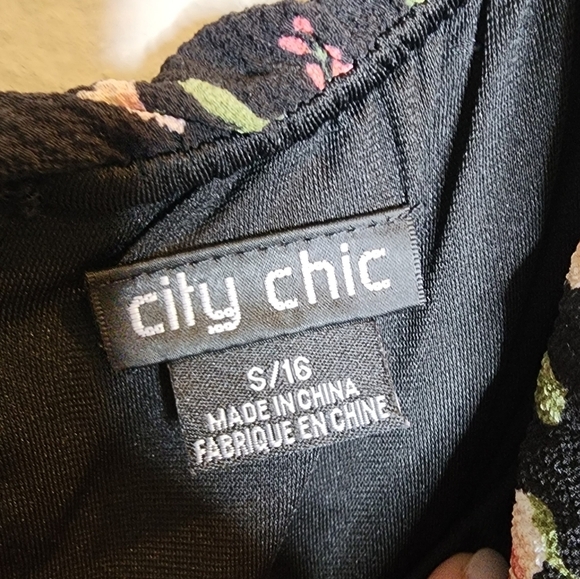 city chic
S/16
MADE IN CHINA
FABRIQUE EN CHINE